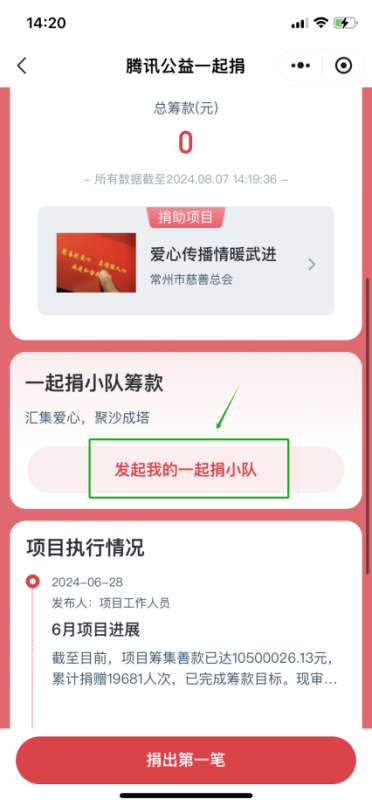 14:20
腾讯公益一起捐
总筹款(元)
0
– 所有数据截至2024.08.07 14:19:36 –
捐助项目
爱心传播情暖武进
常州市慈善总会
一起捐小队筹款
汇集爱心，聚沙成塔
发起我的一起捐小队
项目执行情况
2024-06-28
发布人：项目工作人员
6月项目进展
截至目前，项目筹集善款已达10500026.13元，
累计捐赠19681人次，已完成筹款目标。现审...
捐出第一笔